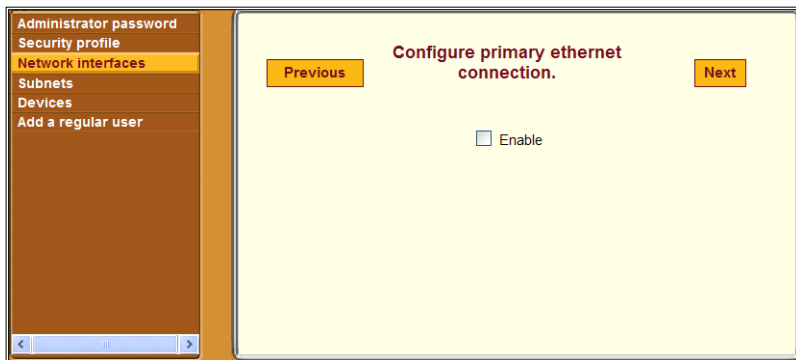 Administrator password
Security profile
Network interfaces
Subnets
Devices
Add a regular user
Previous
Configure primary ethernet
connection.
Next
Enable